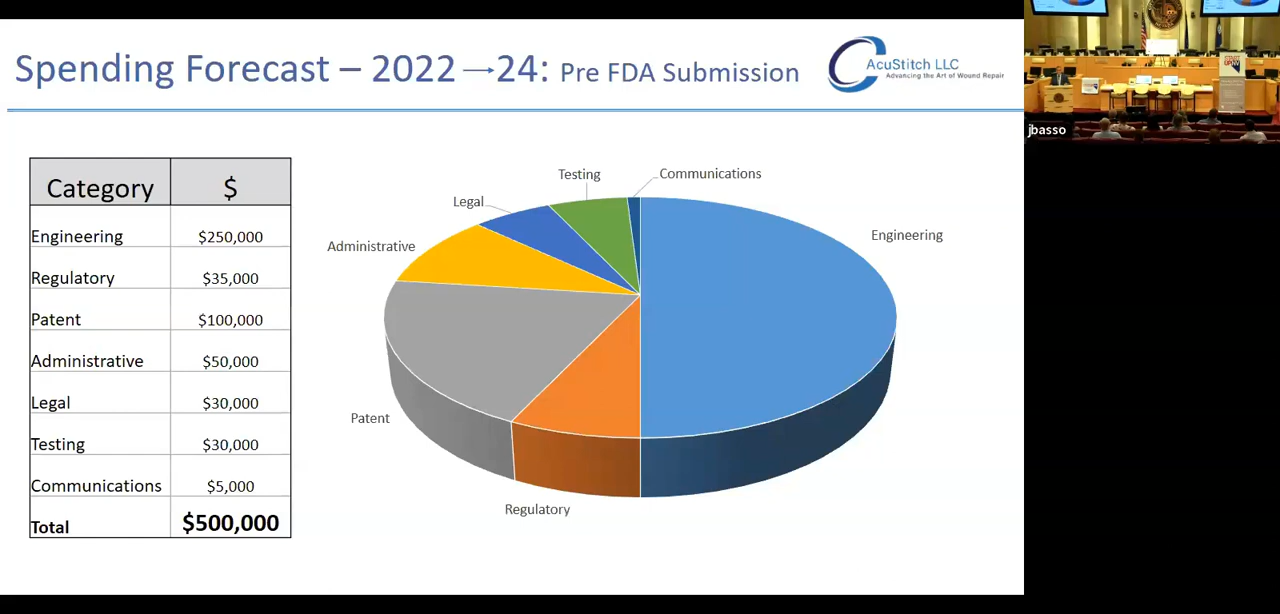 Spending Forecast – 2022 → 24: Pre FDA Submission
AcuStitch LLC
Advancing the Art of Wound Repair
Category $
Engineering $250,000
Regulatory $35,000
Patent $100,000
Administrative $50,000
Legal $30,000
Testing $30,000
Communications $5,000
Total $500,000
Testing
Communications
Legal
Engineering
Administrative
Patent
Regulatory
jbasso